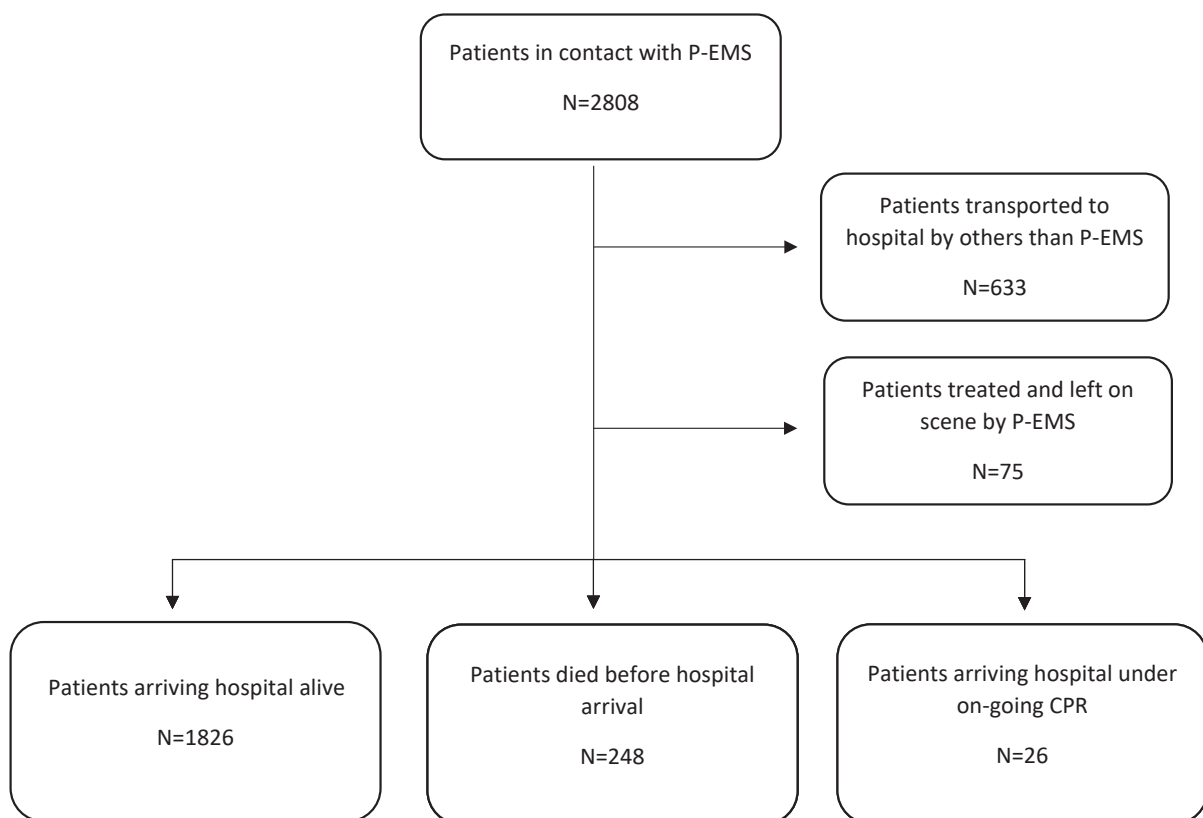 Patients in contact with P-EMS
N=2808
Patients transported to
hospital by others than P-EMS
N=633
Patients treated and left on
scene by P-EMS
N=75
Patients arriving hospital alive
N=1826
Patients died before hospital
arrival
N=248
Patients arriving hospital under
on-going CPR
N=26